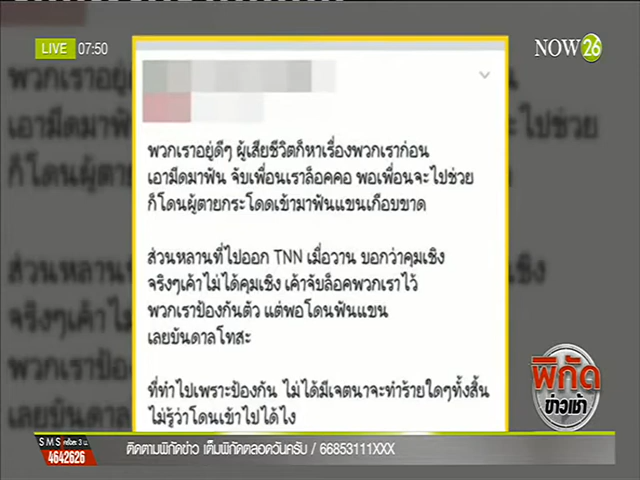 LIVE 07:50
NOW26
พวกเราอยู่ดีๆ ผู้เสียชีวิตก็หาเรื่องพวกเราก่อน
เอามีดมาฟัน จับเพื่อนเราล็อคคอ พอเพื่อนจะไปช่วย
ก็โดนผู้ตายกระโดดเข้ามาฟันแขนเกือบขาด
ส่วนหลานที่ไปออก TNN เมื่อวาน บอกว่าคุมเชิง
จริงๆเค้าไม่ได้คุมเชิง เค้าจับล็อคพวกเราไว้
พวกเราป้องกันตัว แต่พอโดนฟันแขน
เลยบันดาลโทสะ
ที่ทำไปเพราะป้องกัน ไม่ได้มีเจตนาจะทำร้ายใดๆทั้งสิ้น
ไม่รู้ว่าโดนเข้าไปได้ไง
พิกัด
ข่าวเช้า
SMS
4642626
ติดตามพิกัดข่าว เต็มพิกัดตลอดวันครับ / 66853111XXX